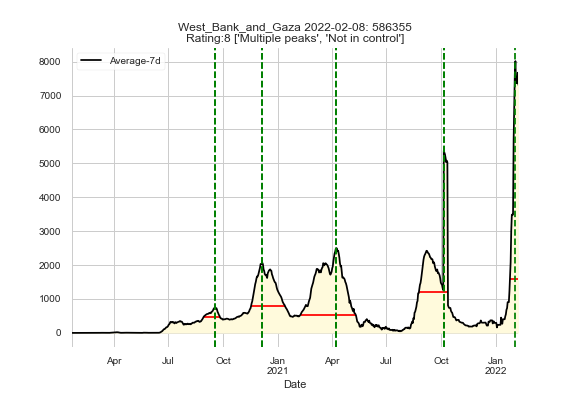 West_Bank_and_Gaza 2022-02-08: 586355
Rating:8 ['Multiple peaks', 'Not in control']
Average-7d
8000
7000
6000
5000
4000
3000
2000
1000
0
Apr Jul Oct Jan Apr Jul Oct Jan
2021 2022
Date